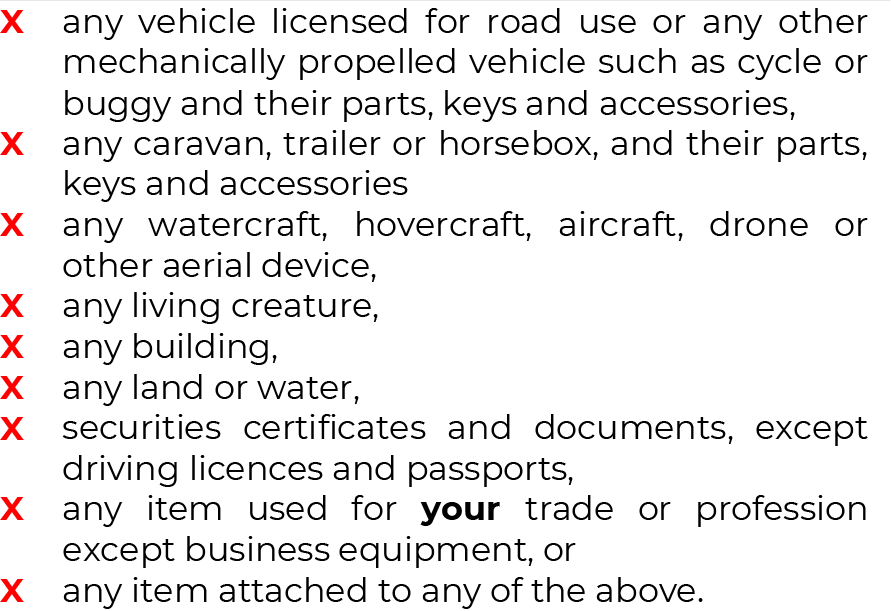 X any vehicle licensed for road use or any other
mechanically propelled vehicle such as cycle or
buggy and their parts, keys and accessories,
X any caravan, trailer or horsebox, and their parts,
keys and accessories
X any watercraft, hovercraft, aircraft, drone or
other aerial device,
X any living creature,
X any building,
X any land or water,
X securities certificates and documents, except
driving licences and passports,
X any item used for your trade or profession
except business equipment, or
X any item attached to any of the above.